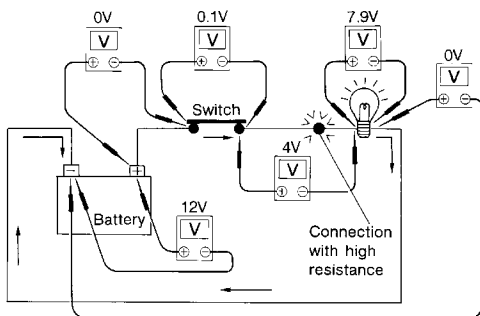 0V
0.1V
7.9V
0V
V
V
V
V
⊕ ⊖
⊕ ⊖
⊕ ⊖
⊕ ⊖
Switch
4V
V
⊕ ⊖
- +
Battery
12V
V
⊕ ⊖
Connection
with high
resistance